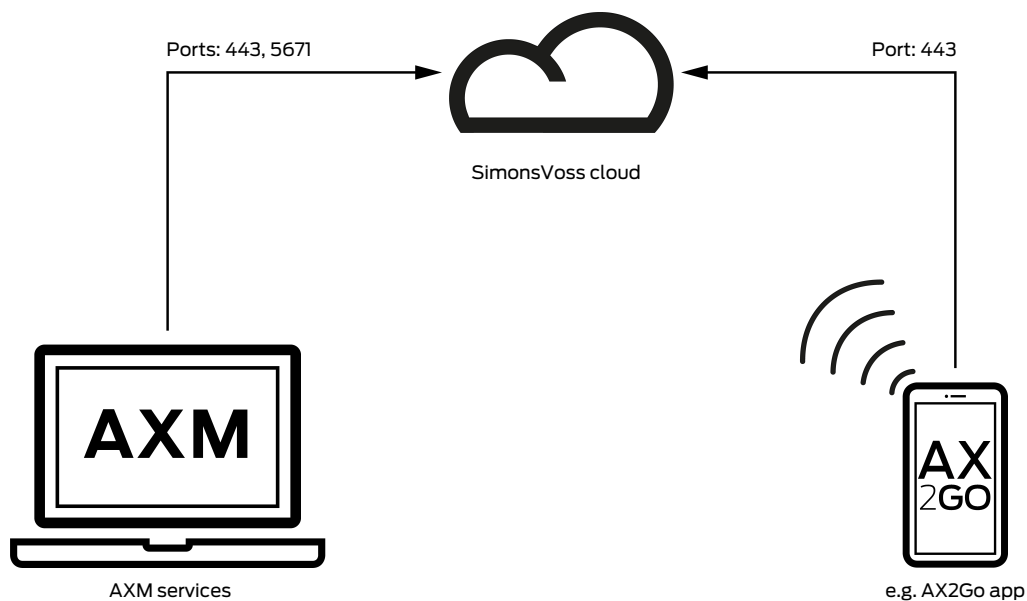 Ports: 443, 5671
Port: 443
SimonsVoss cloud
AXM
AX
2GO
AXM services
e.g. AX2Go app